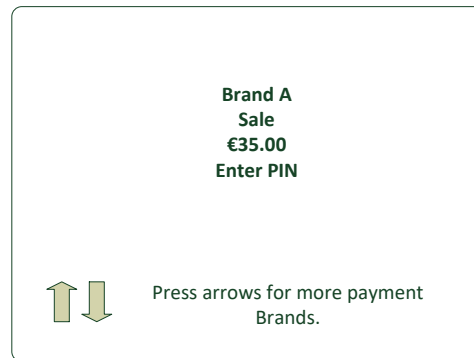 Brand A
Sale
€35.00
Enter PIN
Press arrows for more payment
Brands.